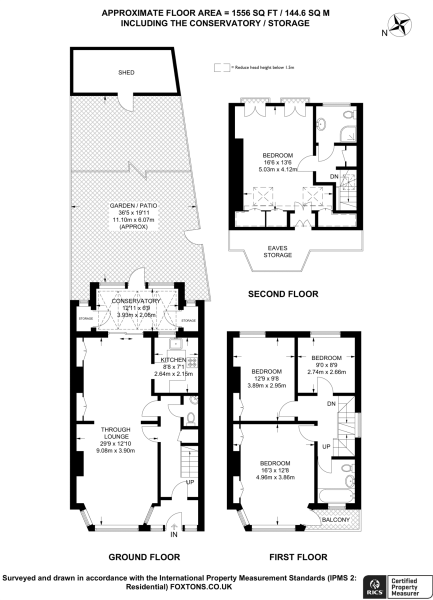 APPROXIMATE FLOOR AREA = 1556 SQ FT / 144.6 SQ M
INCLUDING THE CONSERVATORY / STORAGE
N
SHED
= Reduce head height below 1.5m
GARDEN / PATIO
36'5 x 19'11
11.10m x 6.07m
(APPROX)
BEDROOM
16'6 x 13'6
5.03m x 4.12m
DN
EAVES
STORAGE
SECOND FLOOR
CONSERVATORY
12'11 x 6'9
3.93m x 2.06m
STORAGE
STORAGE
KITCHEN
8'8 x 7'1
2.64m x 2.15m
THROUGH
LOUNGE
29'9 x 12'10
9.08m x 3.90m
UP
IN
GROUND FLOOR
BEDROOM
12'9 x 9'8
3.89m x 2.95m
BEDROOM
9'0 x 8'9
2.74m x 2.66m
DN
UP
BEDROOM
16'3 x 12'8
4.96m x 3.86m
BALCONY
FIRST FLOOR
Surveyed and drawn in accordance with the International Property Measurement Standards (IPMS 2:
Residential) FOXTONS.CO.UK
RICS
Certified
Property
Measurer